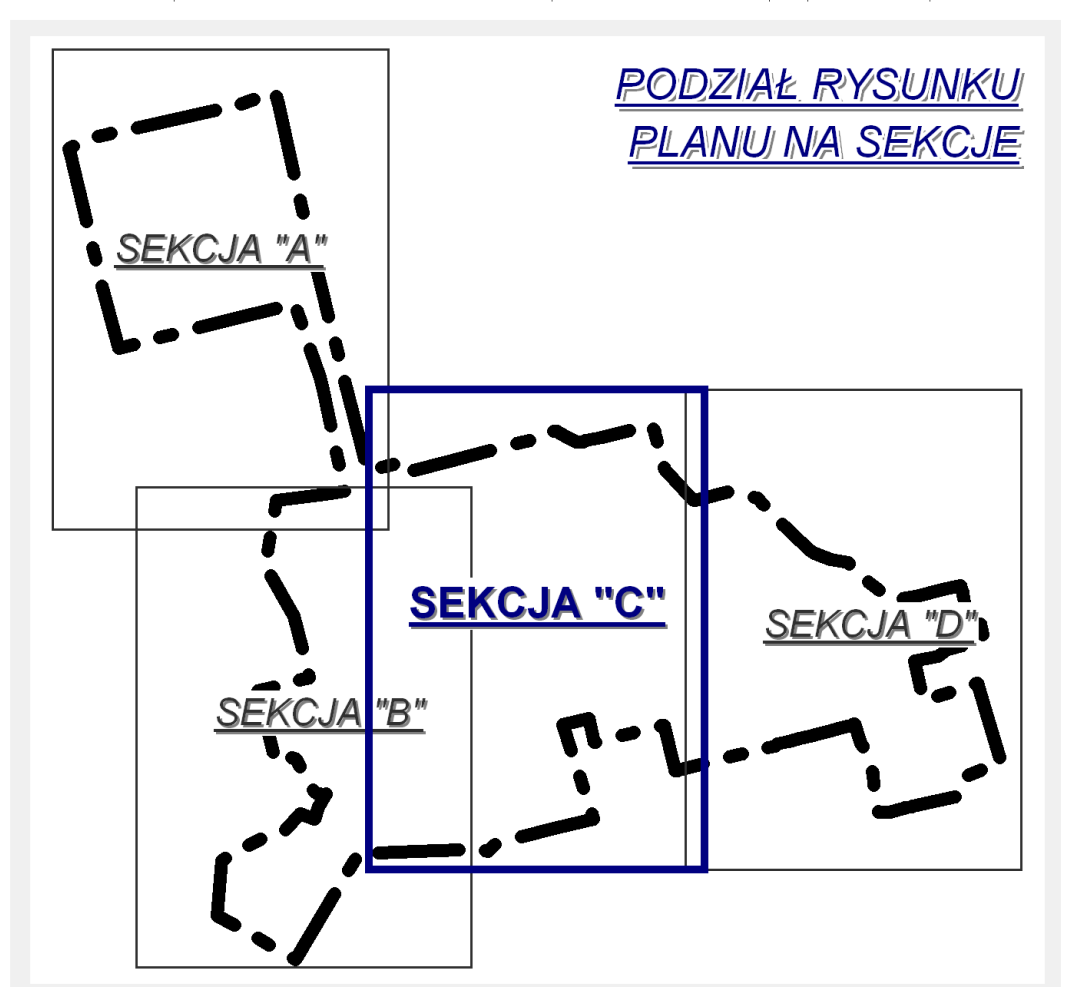 PODZIAŁ RYSUNKU
PLANU NA SEKCJE
SEKCJA "A"
SEKCJA "C"
SEKCJA "D"
SEKCJA "B"